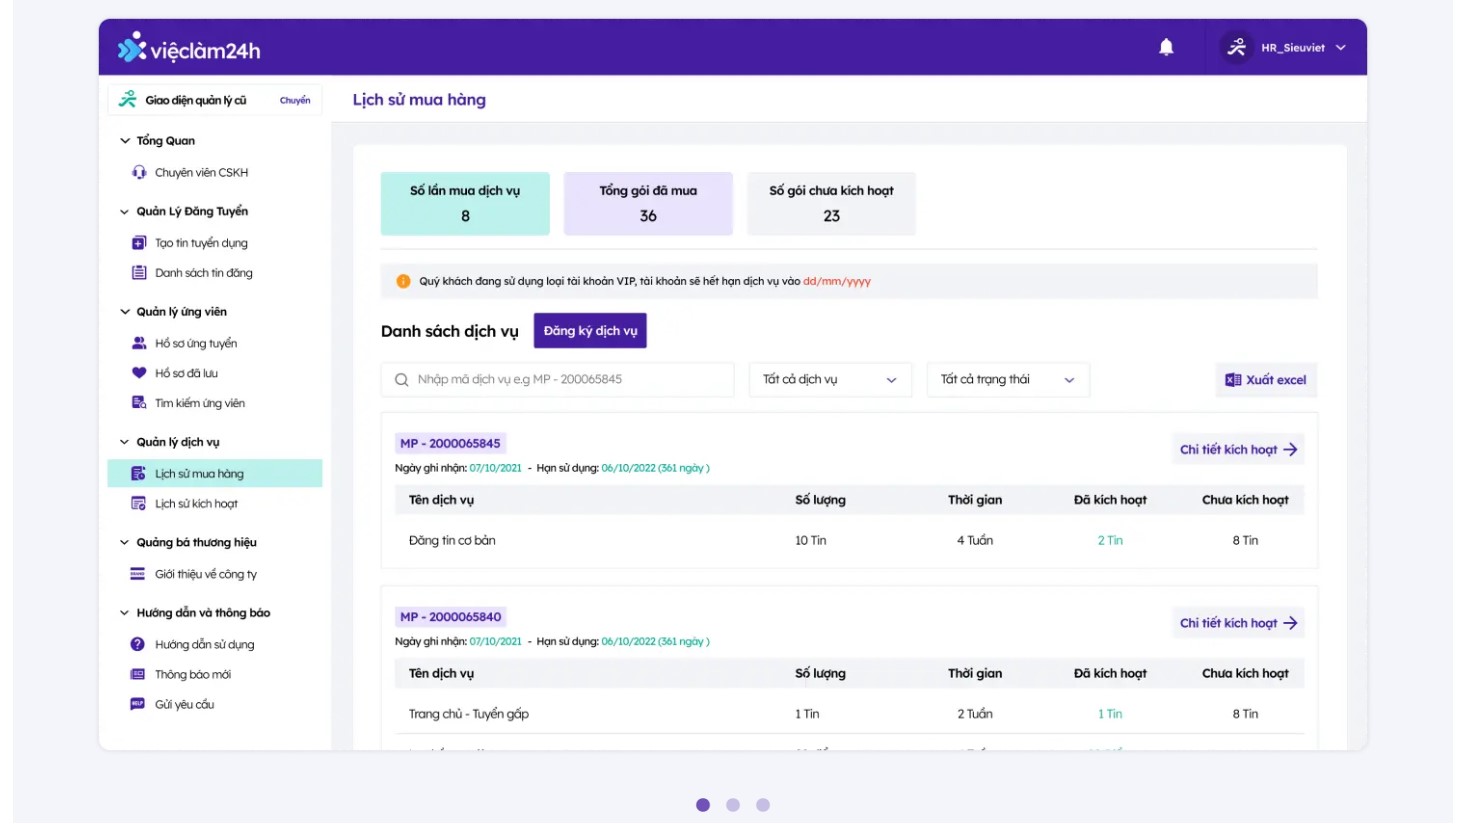 việclàm24h
HR_Sieuviet
Giao diện quản lý cũ Chuyển
Lịch sử mua hàng
Tổng Quan
Chuyên viên CSKH
Quản Lý Đăng Tuyển
Tạo tin tuyển dụng
Danh sách tin đăng
Quản lý ứng viên
Hồ sơ ứng tuyển
Hồ sơ đã lưu
Tìm kiếm ứng viên
Quản lý dịch vụ
Lịch sử mua hàng
Lịch sử kích hoạt
Quảng bá thương hiệu
Giới thiệu về công ty
Hướng dẫn và thông báo
Hướng dẫn sử dụng
Thông báo mới
Gửi yêu cầu
Số lần mua dịch vụ
8
Tổng gói đã mua
36
Số gói chưa kích hoạt
23
Quý khách đang sử dụng loại tài khoản VIP, tài khoản sẽ hết hạn dịch vụ vào dd/mm/yyyy
Danh sách dịch vụ Đăng ký dịch vụ
Nhập mã dịch vụ e.g MP - 200065845 Tất cả dịch vụ Tất cả trạng thái Xuất excel
MP - 2000065845
Chi tiết kích hoạt
Ngày ghi nhận: 07/10/2021 - Hạn sử dụng: 06/10/2022 (361 ngày )
Tên dịch vụ Số lượng Thời gian Đã kích hoạt Chưa kích hoạt
Đăng tin cơ bản 10 Tin 4 Tuần 2 Tin 8 Tin
MP - 2000065840
Chi tiết kích hoạt
Ngày ghi nhận: 07/10/2021 - Hạn sử dụng: 06/10/2022 (361 ngày )
Tên dịch vụ Số lượng Thời gian Đã kích hoạt Chưa kích hoạt
Trang chủ - Tuyển gấp 1 Tin 2 Tuần 1 Tin 8 Tin